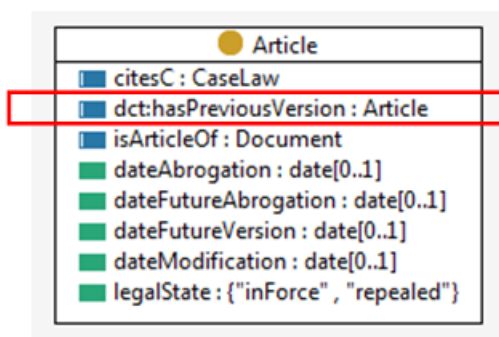 Article
citesC : CaseLaw
dct:hasPreviousVersion : Article
isArticleOf : Document
dateAbrogation : date[0..1]
dateFutureAbrogation : date[0..1]
dateFutureVersion : date[0..1]
dateModification : date[0..1]
legalState : {"inForce" , "repealed"}